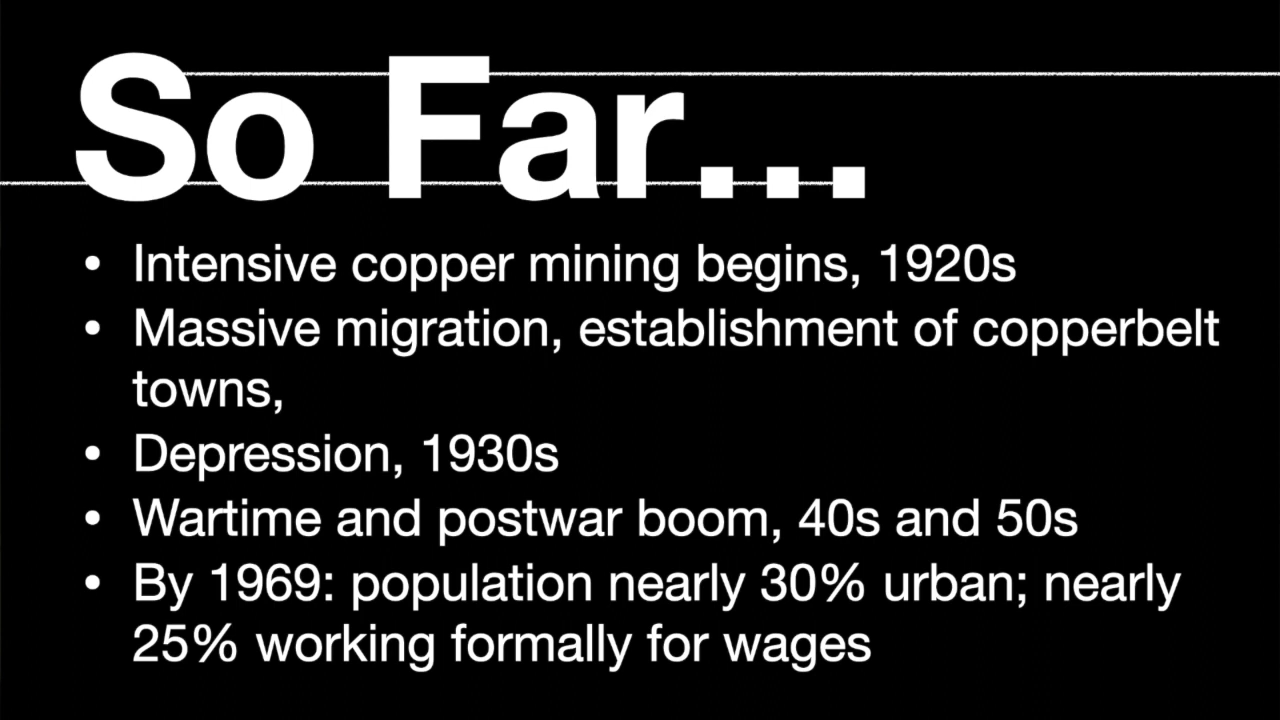 So Far...
• Intensive copper mining begins, 1920s
• Massive migration, establishment of copperbelt
towns,
• Depression, 1930s
• Wartime and postwar boom, 40s and 50s
• By 1969: population nearly 30% urban; nearly
25% working formally for wages